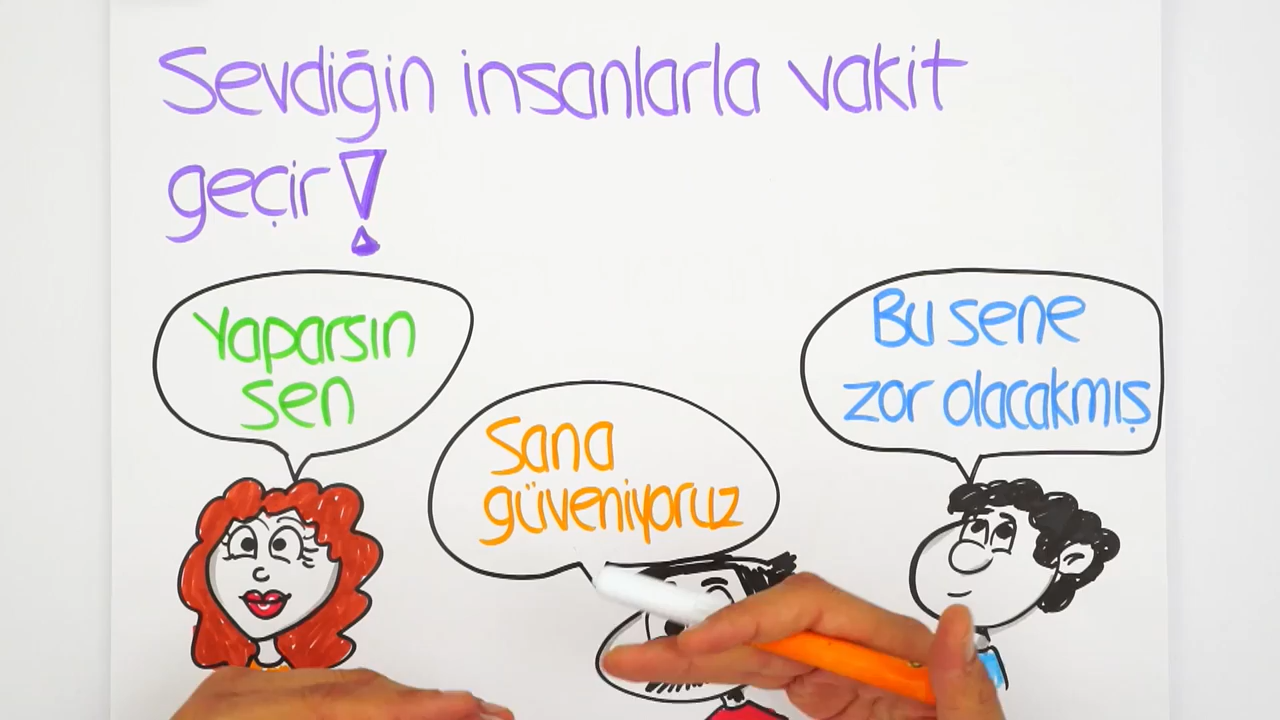 Sevdiğin insanlarla vakit
geçir!
Yaparsın
sen
Sana
güveniyoruz
Bu sene
zor olacakmış